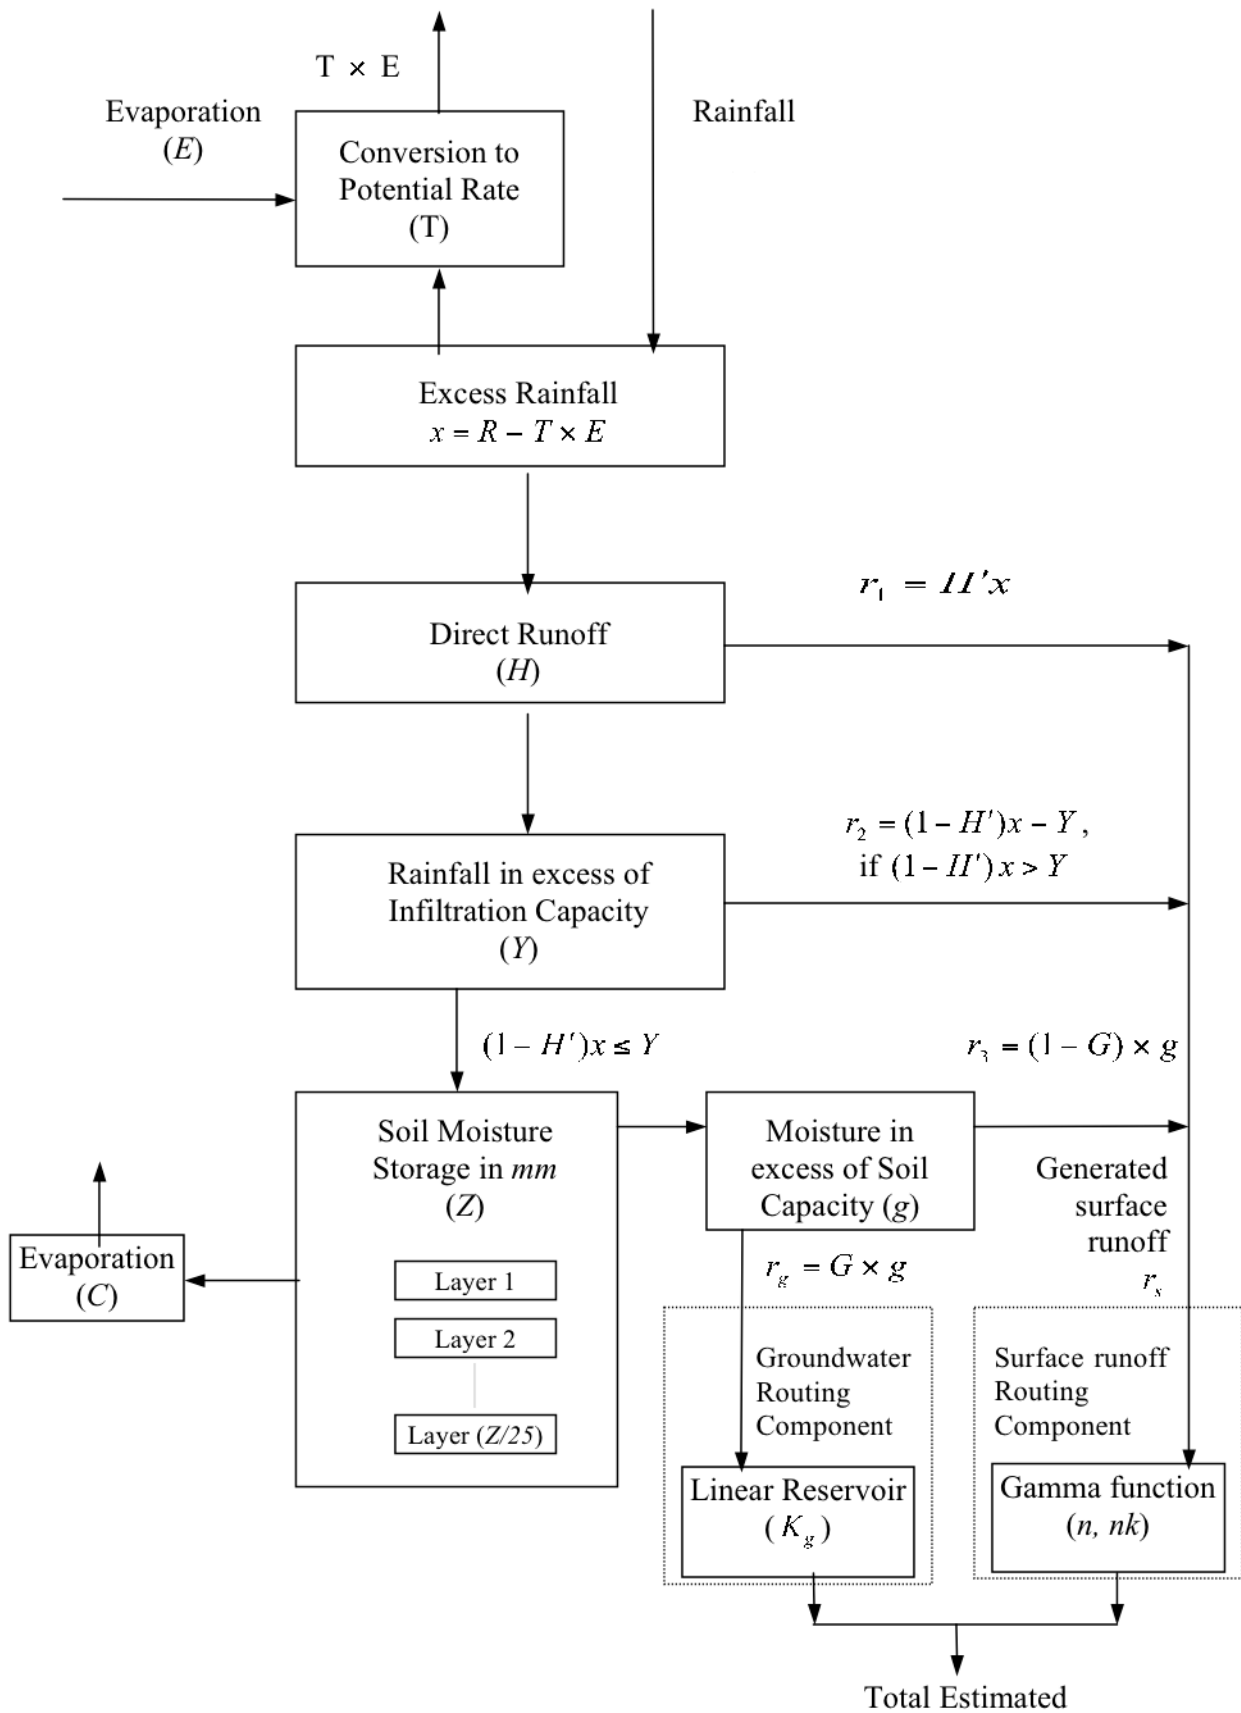 T × E
Evaporation
(E)
Rainfall
Conversion to
Potential Rate
(T)
Excess Rainfall
x = R − T × E
r₁ = H'x
Direct Runoff
(H)
r₂ = (1 − H')x − Y ,
if (1 − H')x > Y
Rainfall in excess of
Infiltration Capacity
(Y)
(1 − H')x ≤ Y
r₃ = (1 − G) × g
Soil Moisture
Storage in mm
(Z)
Moisture in
excess of Soil
Capacity (g)
Generated
surface
runoff
rₛ
Evaporation
(C)
Layer 1
Layer 2
Layer (Z/25)
r_g = G × g
Groundwater
Routing
Component
Surface runoff
Routing
Component
Linear Reservoir
( K_g )
Gamma function
(n, nk)
Total Estimated